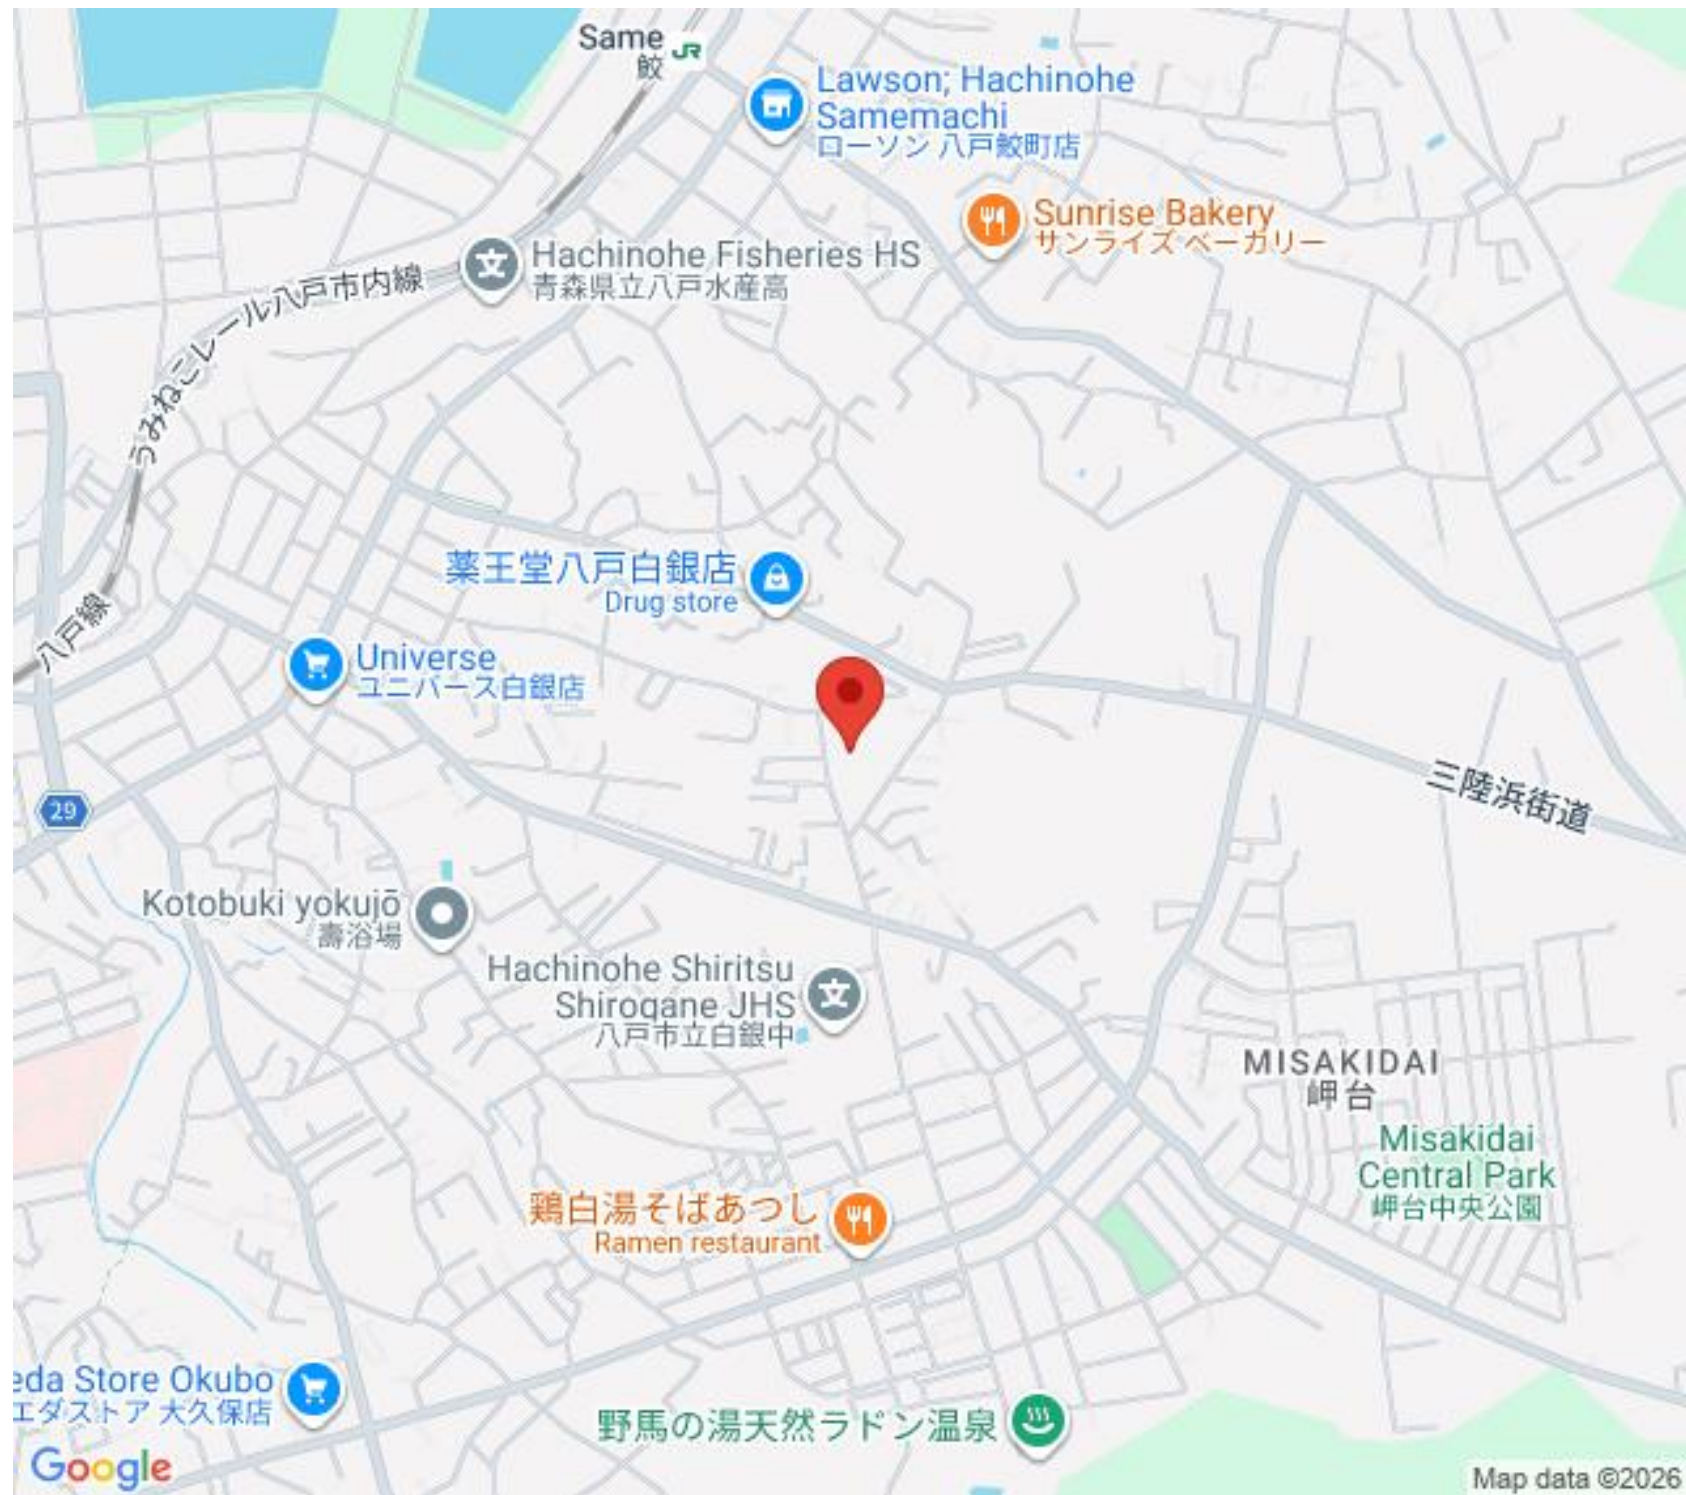 Same
鮫
JR
Lawson; Hachinohe
Samemachi
ローソン 八戸鮫町店
Sunrise Bakery
サンライズ ベーカリー
Hachinohe Fisheries HS
青森県立八戸水産高
文
うみねこレール八戸市内線
薬王堂八戸白銀店
Drug store
八戸線
Universe
ユニバース白銀店
29
三陸浜街道
Kotobuki yokujō
壽浴場
Hachinohe Shiritsu
Shirogane JHS
八戸市立白銀中
文
MISAKIDAI
岬台
Misakidai
Central Park
岬台中央公園
鶏白湯そばあつし
Ramen restaurant
eda Store Okubo
エダストア 大久保店
野馬の湯天然ラドン温泉
Google
Map data ©2026